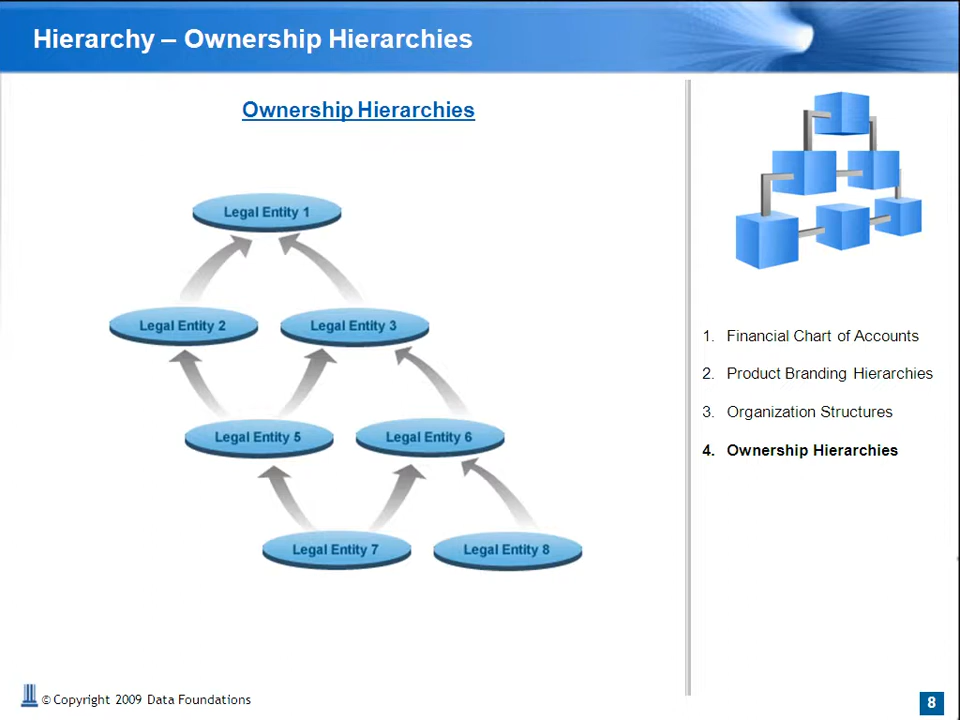 Hierarchy – Ownership Hierarchies
Ownership Hierarchies
Legal Entity 1
Legal Entity 2
Legal Entity 3
Legal Entity 5
Legal Entity 6
Legal Entity 7
Legal Entity 8
1. Financial Chart of Accounts
2. Product Branding Hierarchies
3. Organization Structures
4. Ownership Hierarchies
© Copyright 2009 Data Foundations
8